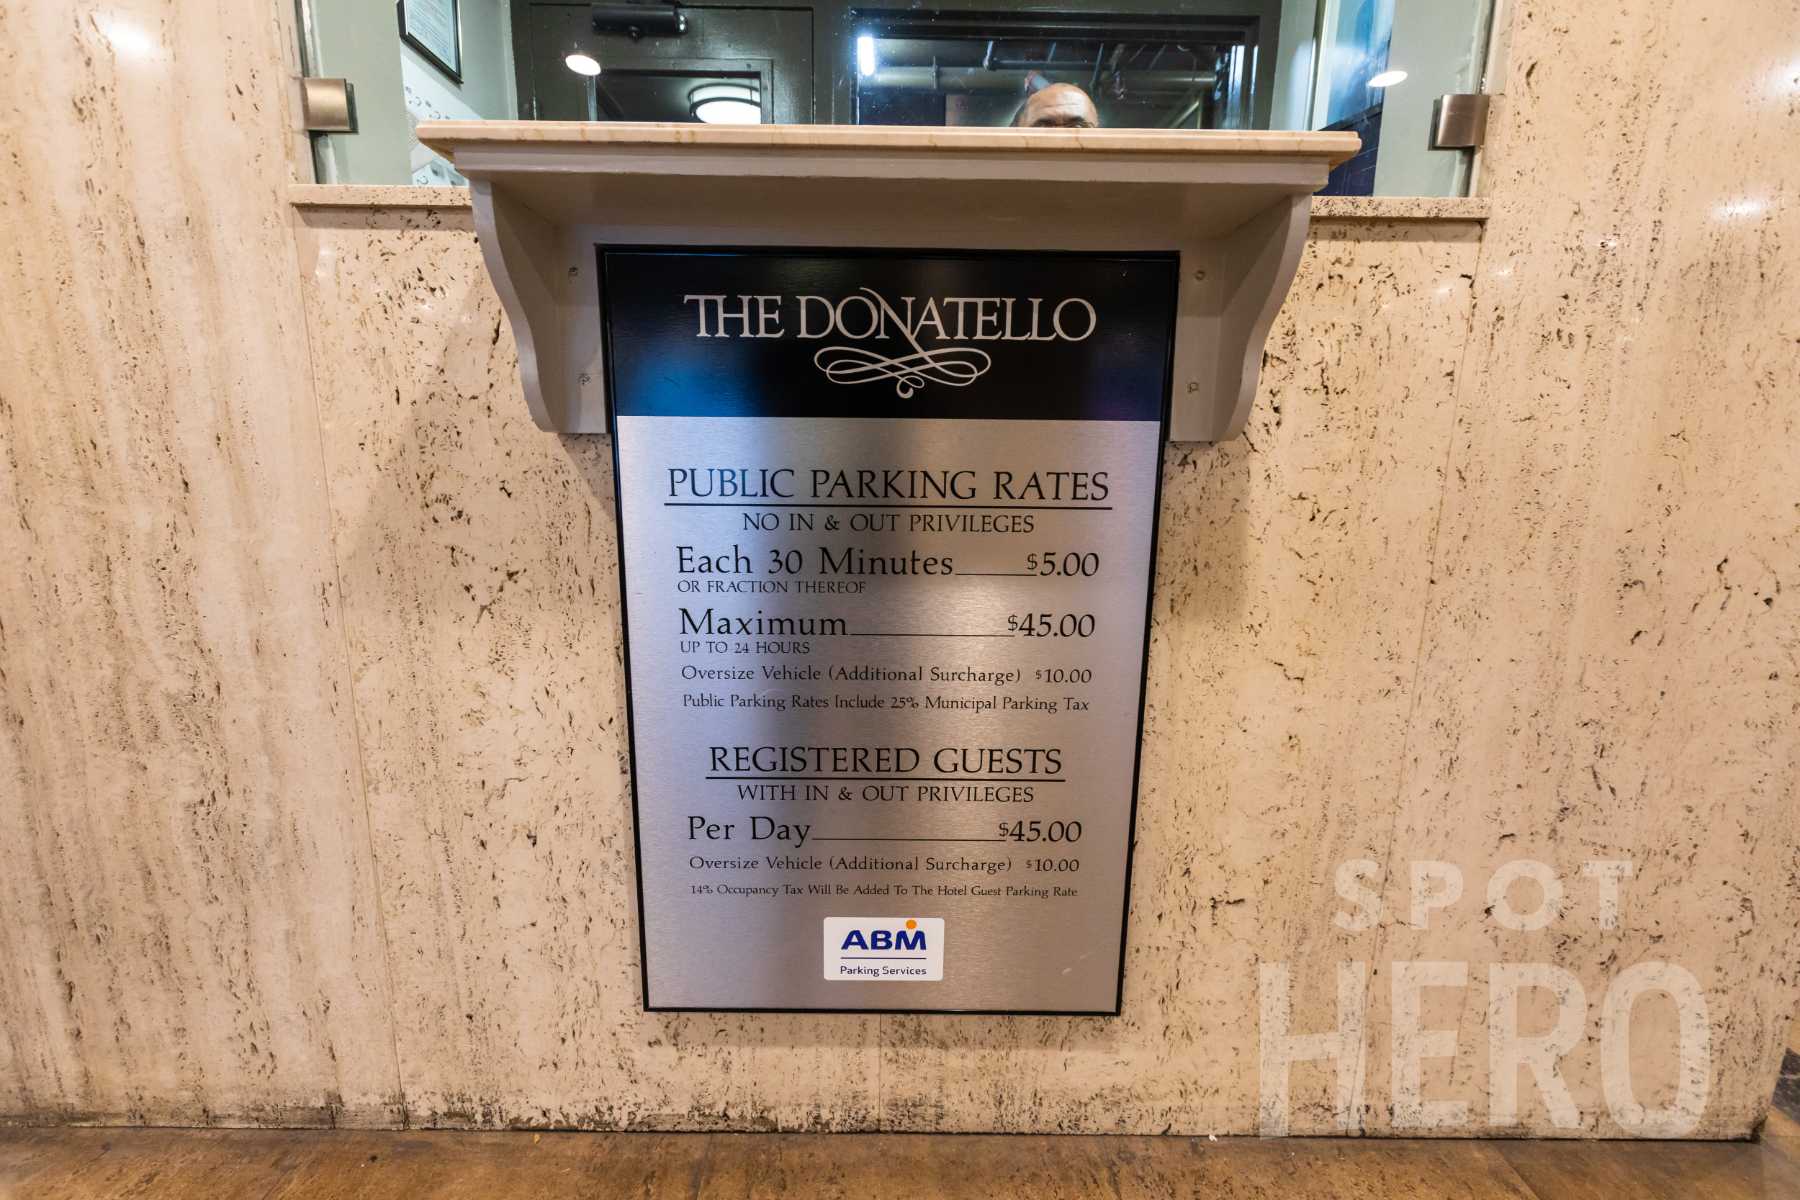 THE DONATELLO
PUBLIC PARKING RATES
NO IN & OUT PRIVILEGES
Each 30 Minutes $5.00
OR FRACTION THEREOF
Maximum $45.00
UP TO 24 HOURS
Oversize Vehicle (Additional Surcharge) $10.00
Public Parking Rates Include 25% Municipal Parking Tax
REGISTERED GUESTS
WITH IN & OUT PRIVILEGES
Per Day $45.00
Oversize Vehicle (Additional Surcharge) $10.00
14% Occupancy Tax Will Be Added To The Hotel Guest Parking Rate
ABM
Parking Services
SPOT
HERO